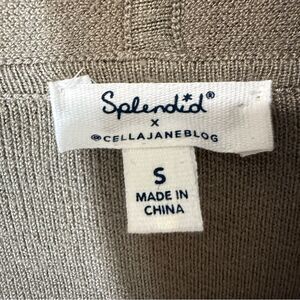 Splendid®
x
@CELLAJANEBLOG
S
MADE IN
CHINA